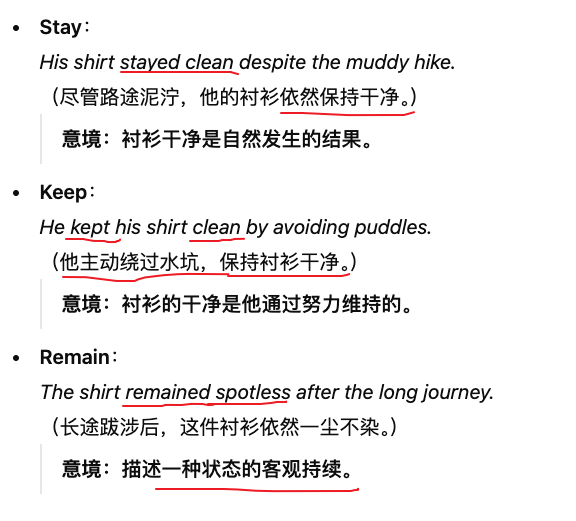 Stay：
His shirt stayed clean despite the muddy hike.
（尽管路途泥泞，他的衬衫依然保持干净。）
意境：衬衫干净是自然发生的结果。
Keep：
He kept his shirt clean by avoiding puddles.
（他主动绕过水坑，保持衬衫干净。）
意境：衬衫的干净是他通过努力维持的。
Remain：
The shirt remained spotless after the long journey.
（长途跋涉后，这件衬衫依然一尘不染。）
意境：描述一种状态的客观持续。